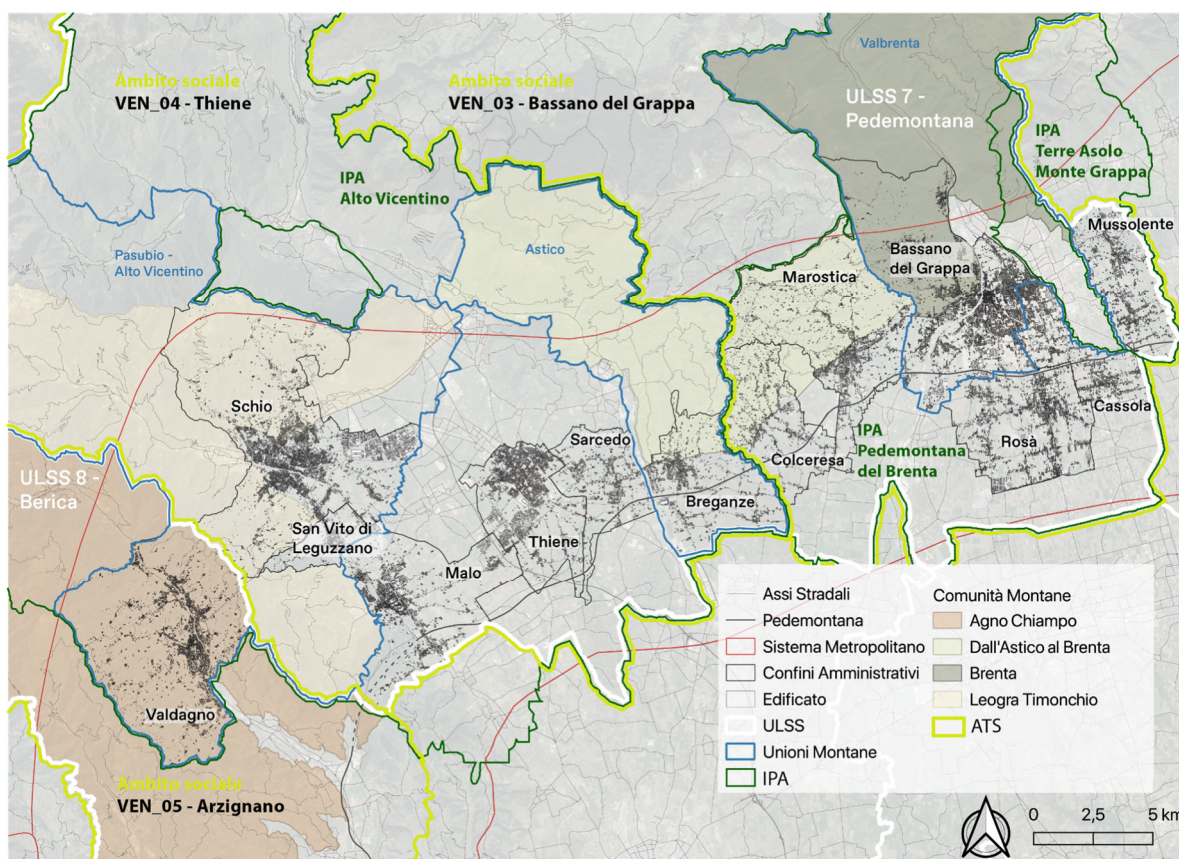 Ambito sociale
VEN_04 - Thiene
Ambito sociale
VEN_03 - Bassano del Grappa
Valbrenta
ULSS 7 -
Pedemontana
IPA
Terre Asolo
Monte Grappa
IPA
Alto Vicentino
Mussolente
Pasubio -
Alto Vicentino
Astico
Bassano
del Grappa
Marostica
Schio
Cassola
Sarcedo
IPA
Pedemontana
del Brenta
Rosà
Colceresa
ULSS 8 -
Berica
Breganze
San Vito di
Leguzzano
Thiene
Malo
Valdagno
Ambito sociale
VEN_05 - Arzignano
Assi Stradali
Pedemontana
Sistema Metropolitano
Confini Amministrativi
Edificato
ULSS
Unioni Montane
IPA
Comunità Montane
Agno Chiampo
Dall'Astico al Brenta
Brenta
Leogra Timonchio
ATS
0 2,5 5 km